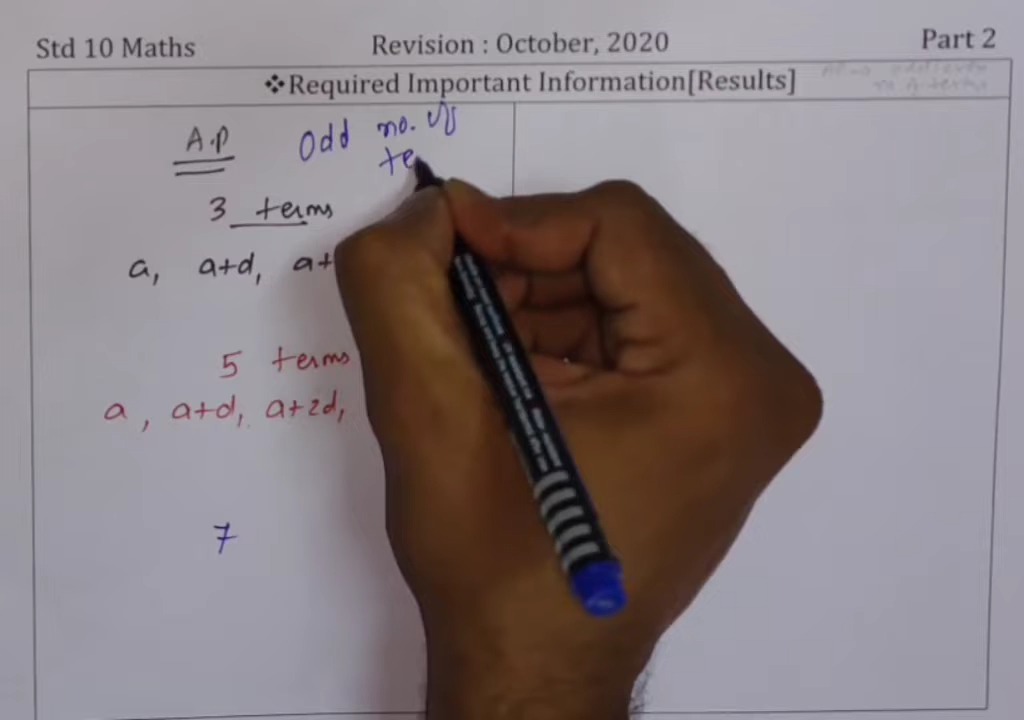 Std 10 Maths Revision : October, 2020 Part 2
❖Required Important Information[Results]
A.P Odd no. of
te
3 terms
a, a+d, a+
5 terms
a , a+d, a+2d,
7